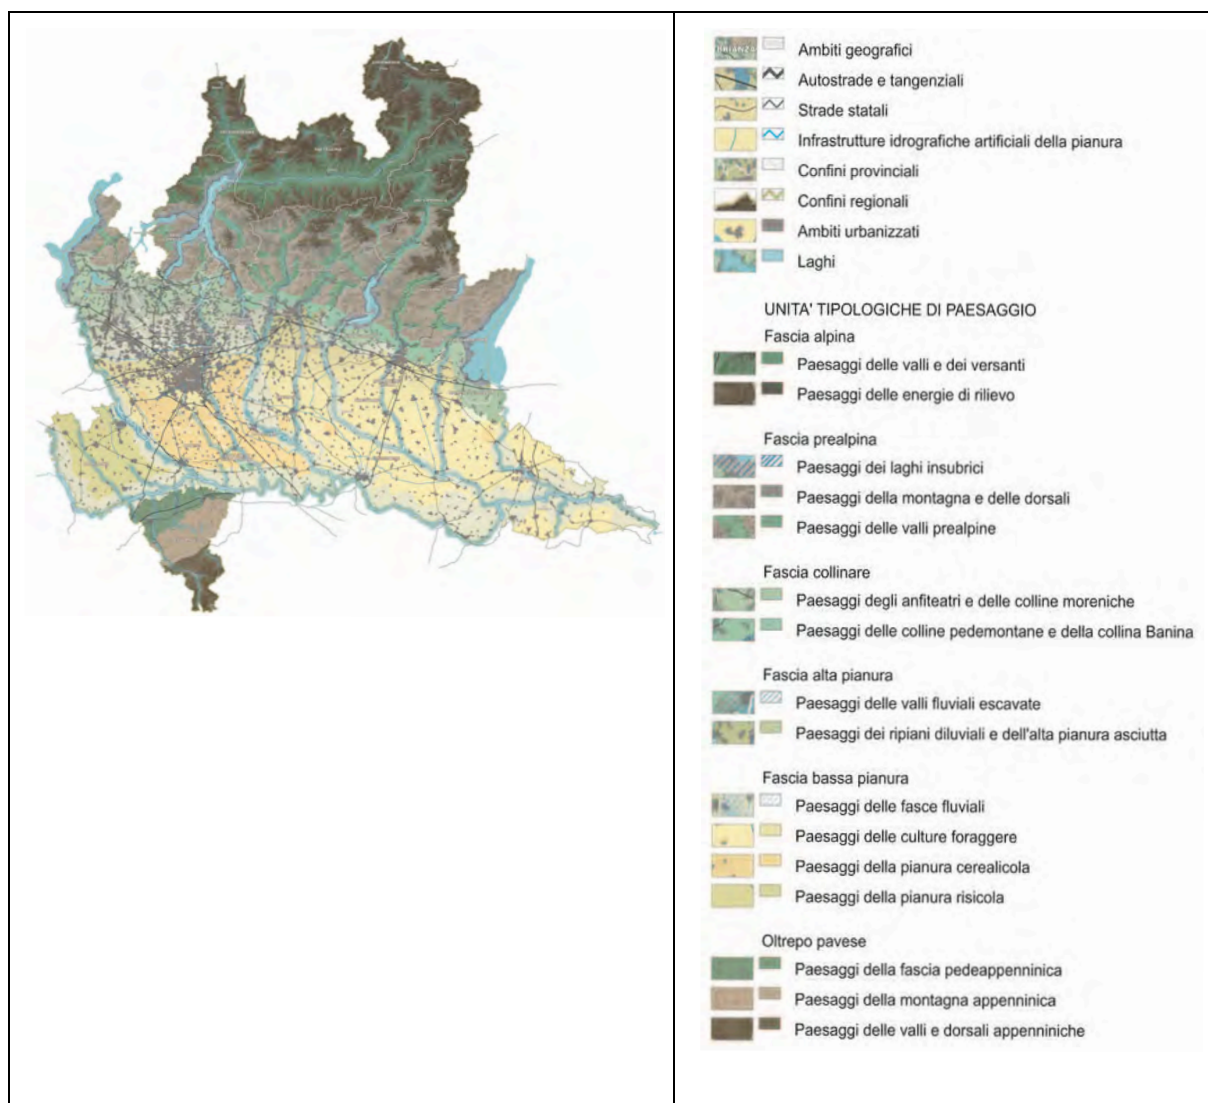 BRIANZA
Ambiti geografici
Autostrade e tangenziali
Strade statali
Infrastrutture idrografiche artificiali della pianura
Confini provinciali
Confini regionali
Ambiti urbanizzati
Laghi
UNITA' TIPOLOGICHE DI PAESAGGIO
Fascia alpina
Paesaggi delle valli e dei versanti
Paesaggi delle energie di rilievo
Fascia prealpina
Paesaggi dei laghi insubrici
Paesaggi della montagna e delle dorsali
Paesaggi delle valli prealpine
Fascia collinare
Paesaggi degli anfiteatri e delle colline moreniche
Paesaggi delle colline pedemontane e della collina Banina
Fascia alta pianura
Paesaggi delle valli fluviali escavate
Paesaggi dei ripiani diluviali e dell'alta pianura asciutta
Fascia bassa pianura
Paesaggi delle fasce fluviali
Paesaggi delle culture foraggere
Paesaggi della pianura cerealicola
Paesaggi della pianura risicola
Oltrepo pavese
Paesaggi della fascia pedeappenninica
Paesaggi della montagna appenninica
Paesaggi delle valli e dorsali appenniniche